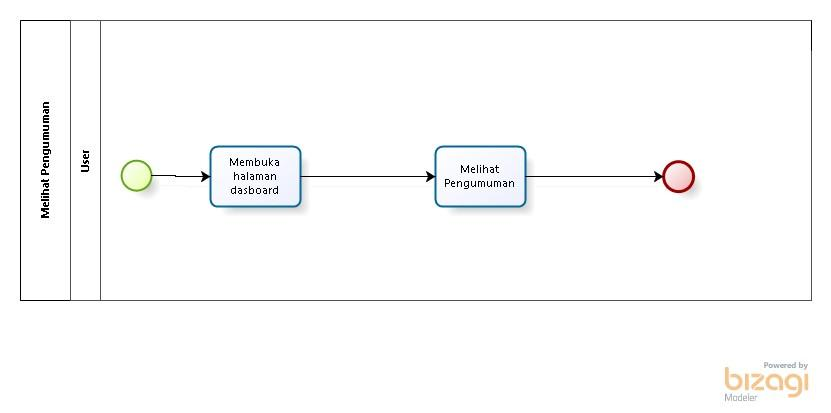 Melihat Pengumuman
User
Membuka
halaman
dasboard
Melihat
Pengumuman
Powered by
bizagi
Modeler